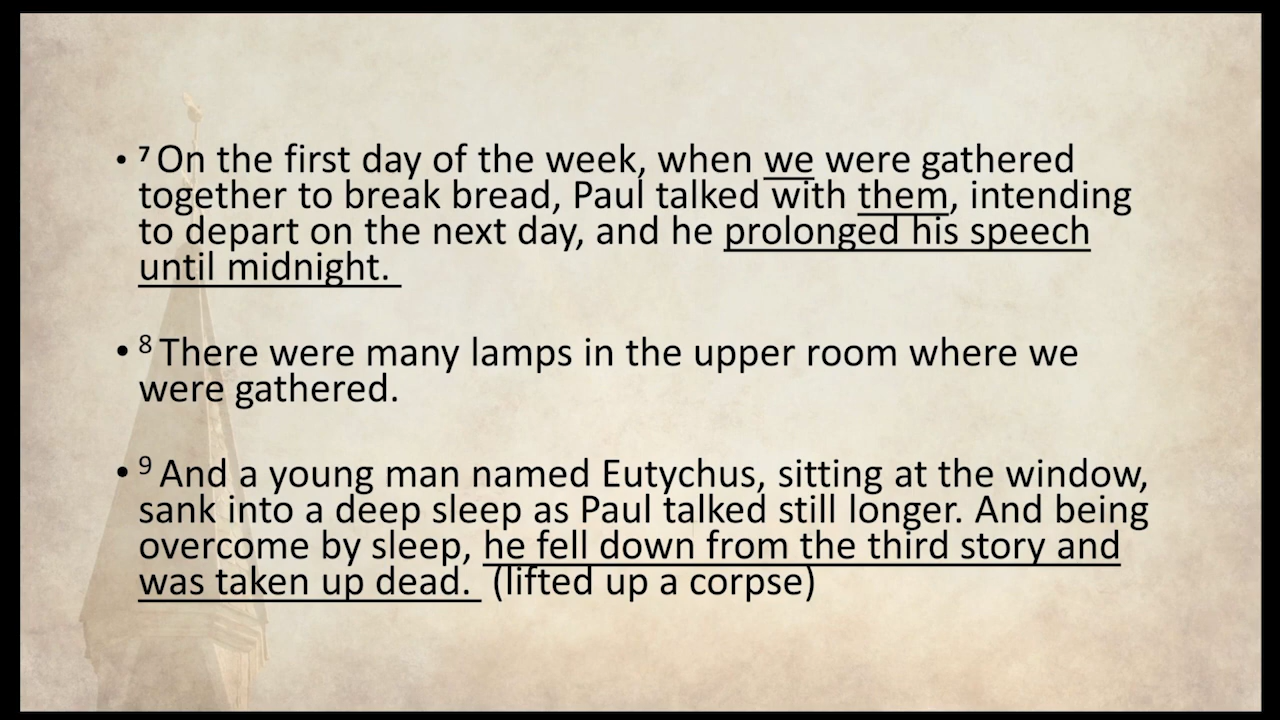 • 7 On the first day of the week, when we were gathered
together to break bread, Paul talked with them, intending
to depart on the next day, and he prolonged his speech
until midnight.
• 8 There were many lamps in the upper room where we
were gathered.
• 9 And a young man named Eutychus, sitting at the window,
sank into a deep sleep as Paul talked still longer. And being
overcome by sleep, he fell down from the third story and
was taken up dead. (lifted up a corpse)